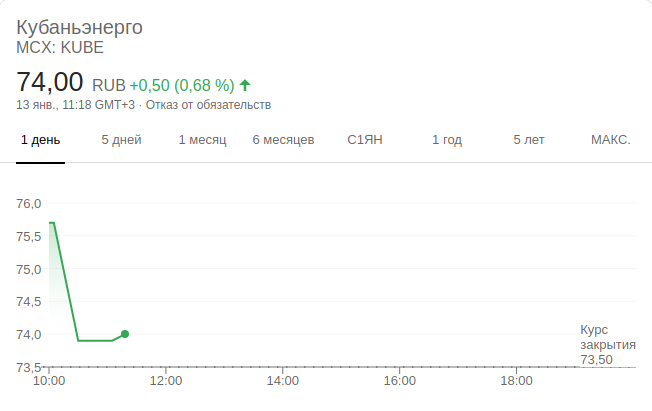 Кубаньэнерго
MCX: KUBE
74,00 RUB +0,50 (0,68 %)
13 янв., 11:18 GMT+3 · Отказ от обязательств
1 день 5 дней 1 месяц 6 месяцев С1ЯН 1 год 5 лет МАКС.
76,0
75,5
75,0
74,5
74,0
73,5
Курс
закрытия
73,50
10:00 12:00 14:00 16:00 18:00